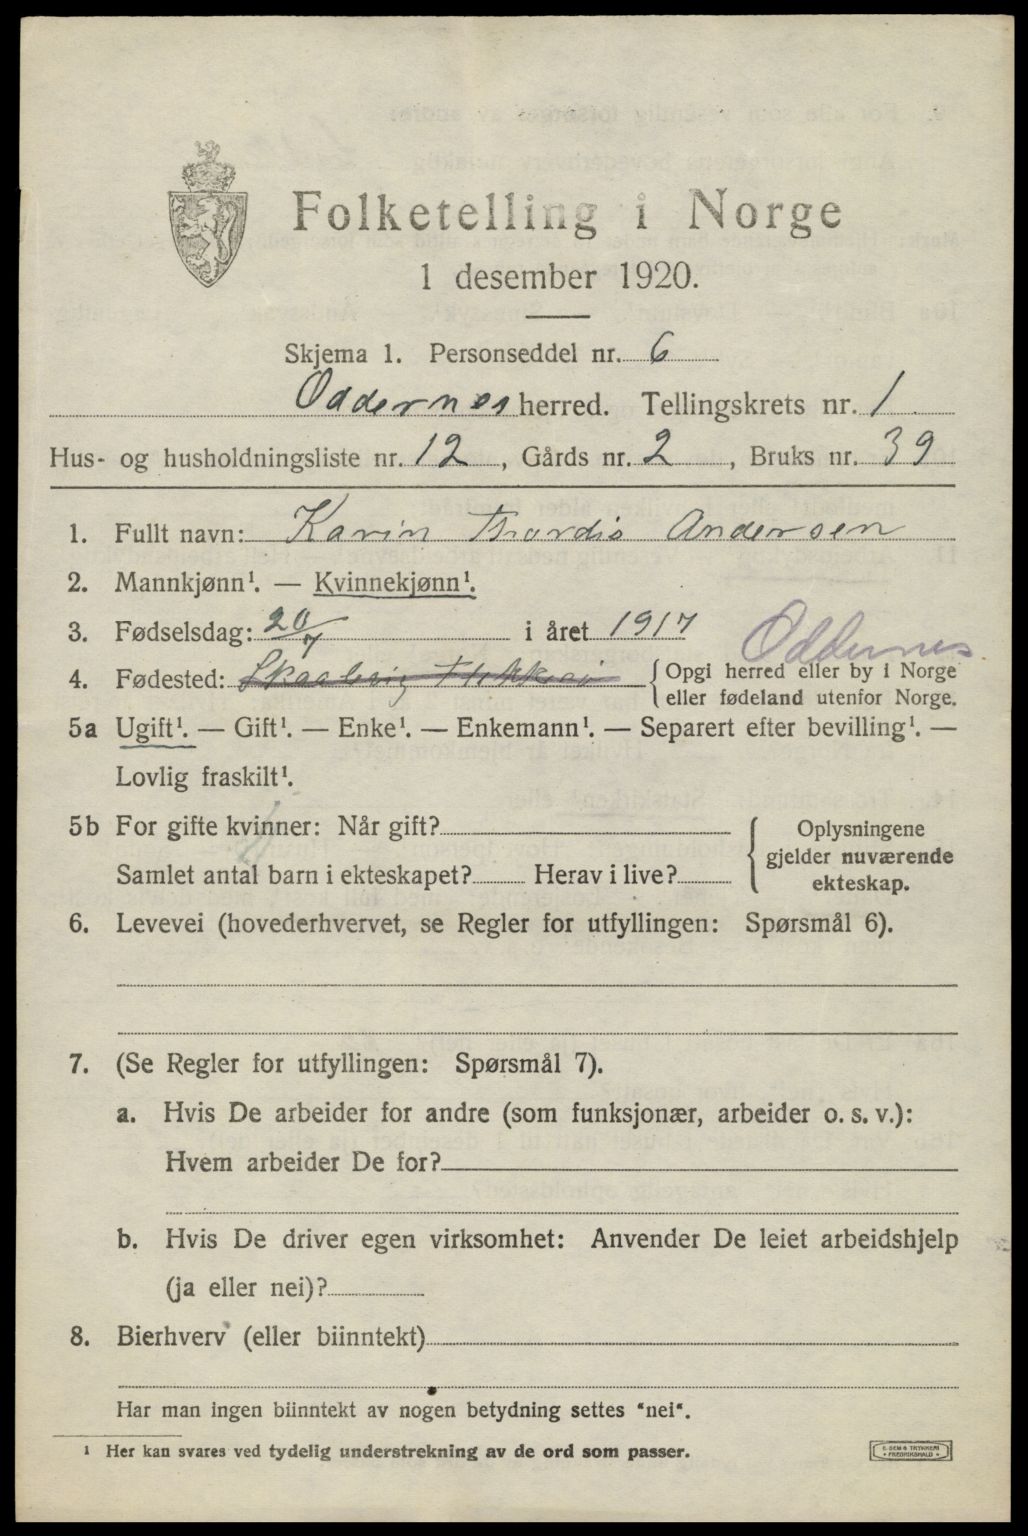 Folketelling i Norge
1 desember 1920.
Skjema 1. Personseddel nr. 6
Oddernes herred. Tellingskrets nr. 1
Hus- og husholdningsliste nr. 12, Gårds nr. 2, Bruks nr. 39
1. Fullt navn: Karin Thordis Andersen
2. Mannkjønn¹. — Kvinnekjønn¹.
3. Fødselsdag: 20/7 i året 1917
Oddernes
4. Fødested: Flekkerø { Opgi herred eller by i Norge
eller fødeland utenfor Norge.
5a Ugift¹. — Gift¹. — Enke¹. — Enkemann¹. — Separert efter bevilling¹. —
Lovlig fraskilt¹.
5b For gifte kvinner: Når gift?
Samlet antal barn i ekteskapet? Herav i live?
{ Oplysningene
gjelder nuværende
ekteskap.
6. Levevei (hovederhvervet, se Regler for utfyllingen: Spørsmål 6).
7. (Se Regler for utfyllingen: Spørsmål 7).
a. Hvis De arbeider for andre (som funksjonær, arbeider o. s. v.):
Hvem arbeider De for?
b. Hvis De driver egen virksomhet: Anvender De leiet arbeidshjelp
(ja eller nei)?
8. Bierhverv (eller biinntekt)
Har man ingen biinntekt av nogen betydning settes "nei".
¹ Her kan svares ved tydelig understrekning av de ord som passer.
E. SEM'S TRYKKERI
FREDRIKSHALD